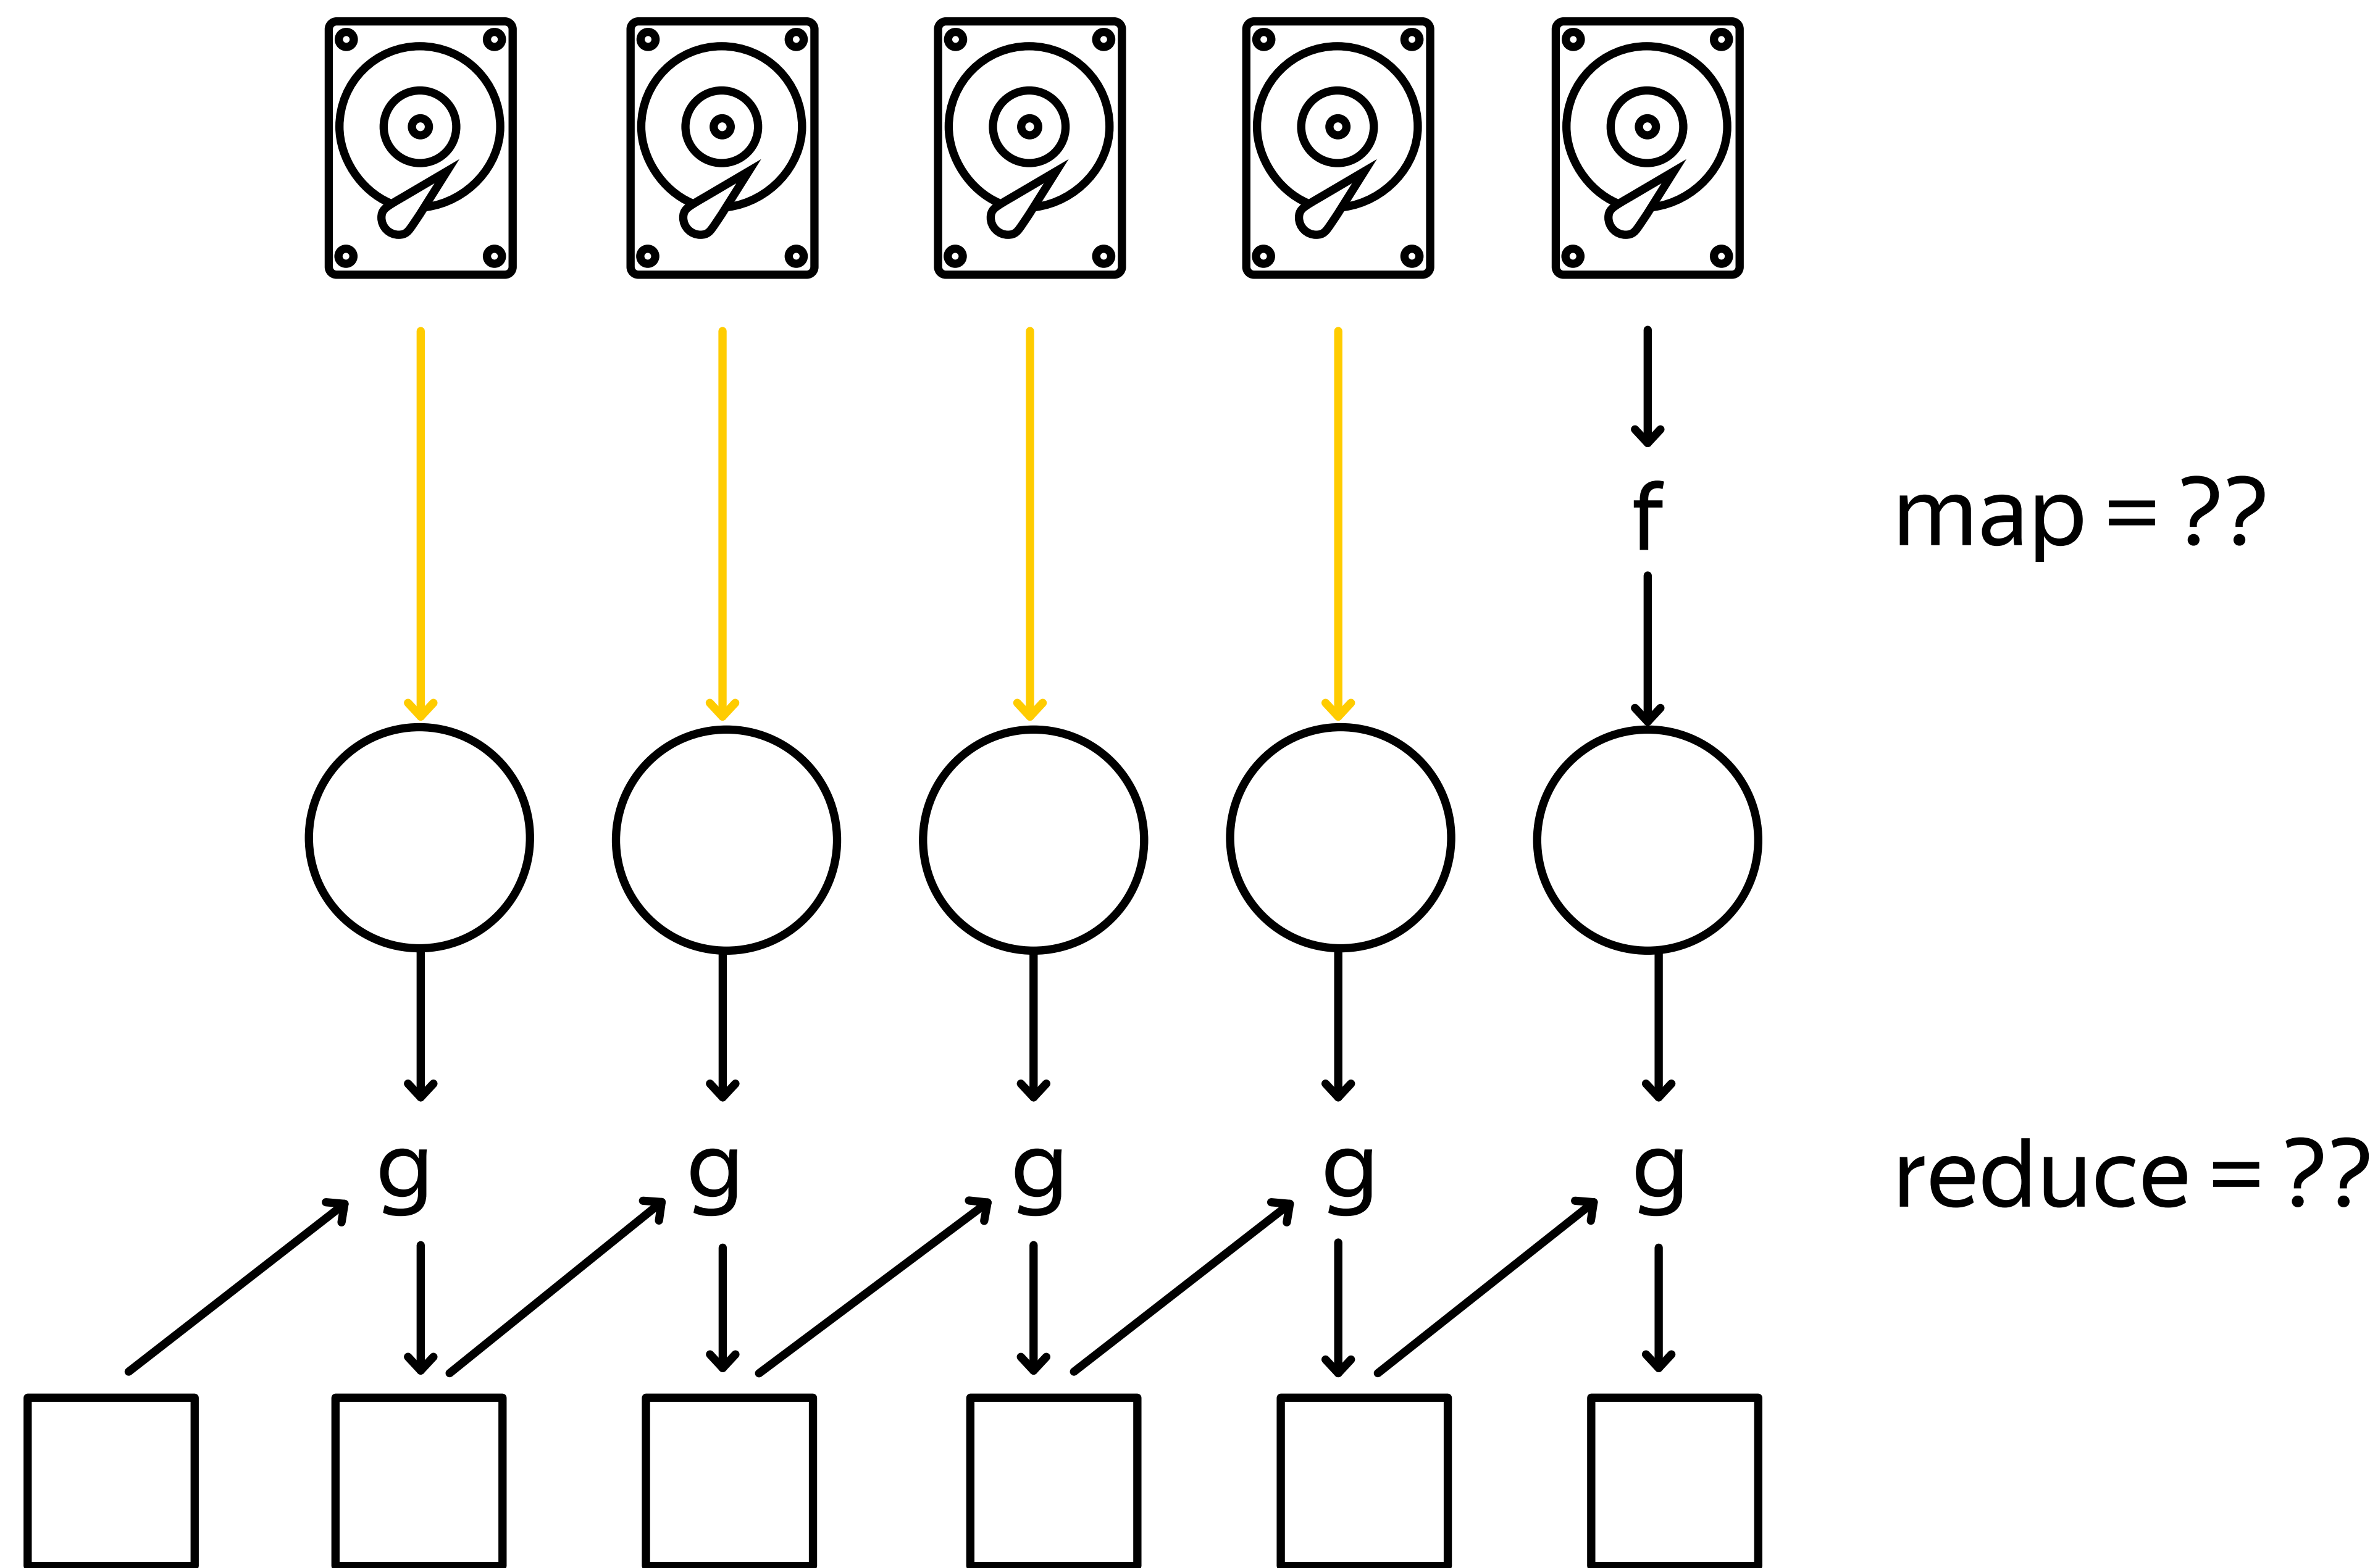 f
map = ??
g g g g g
reduce = ??